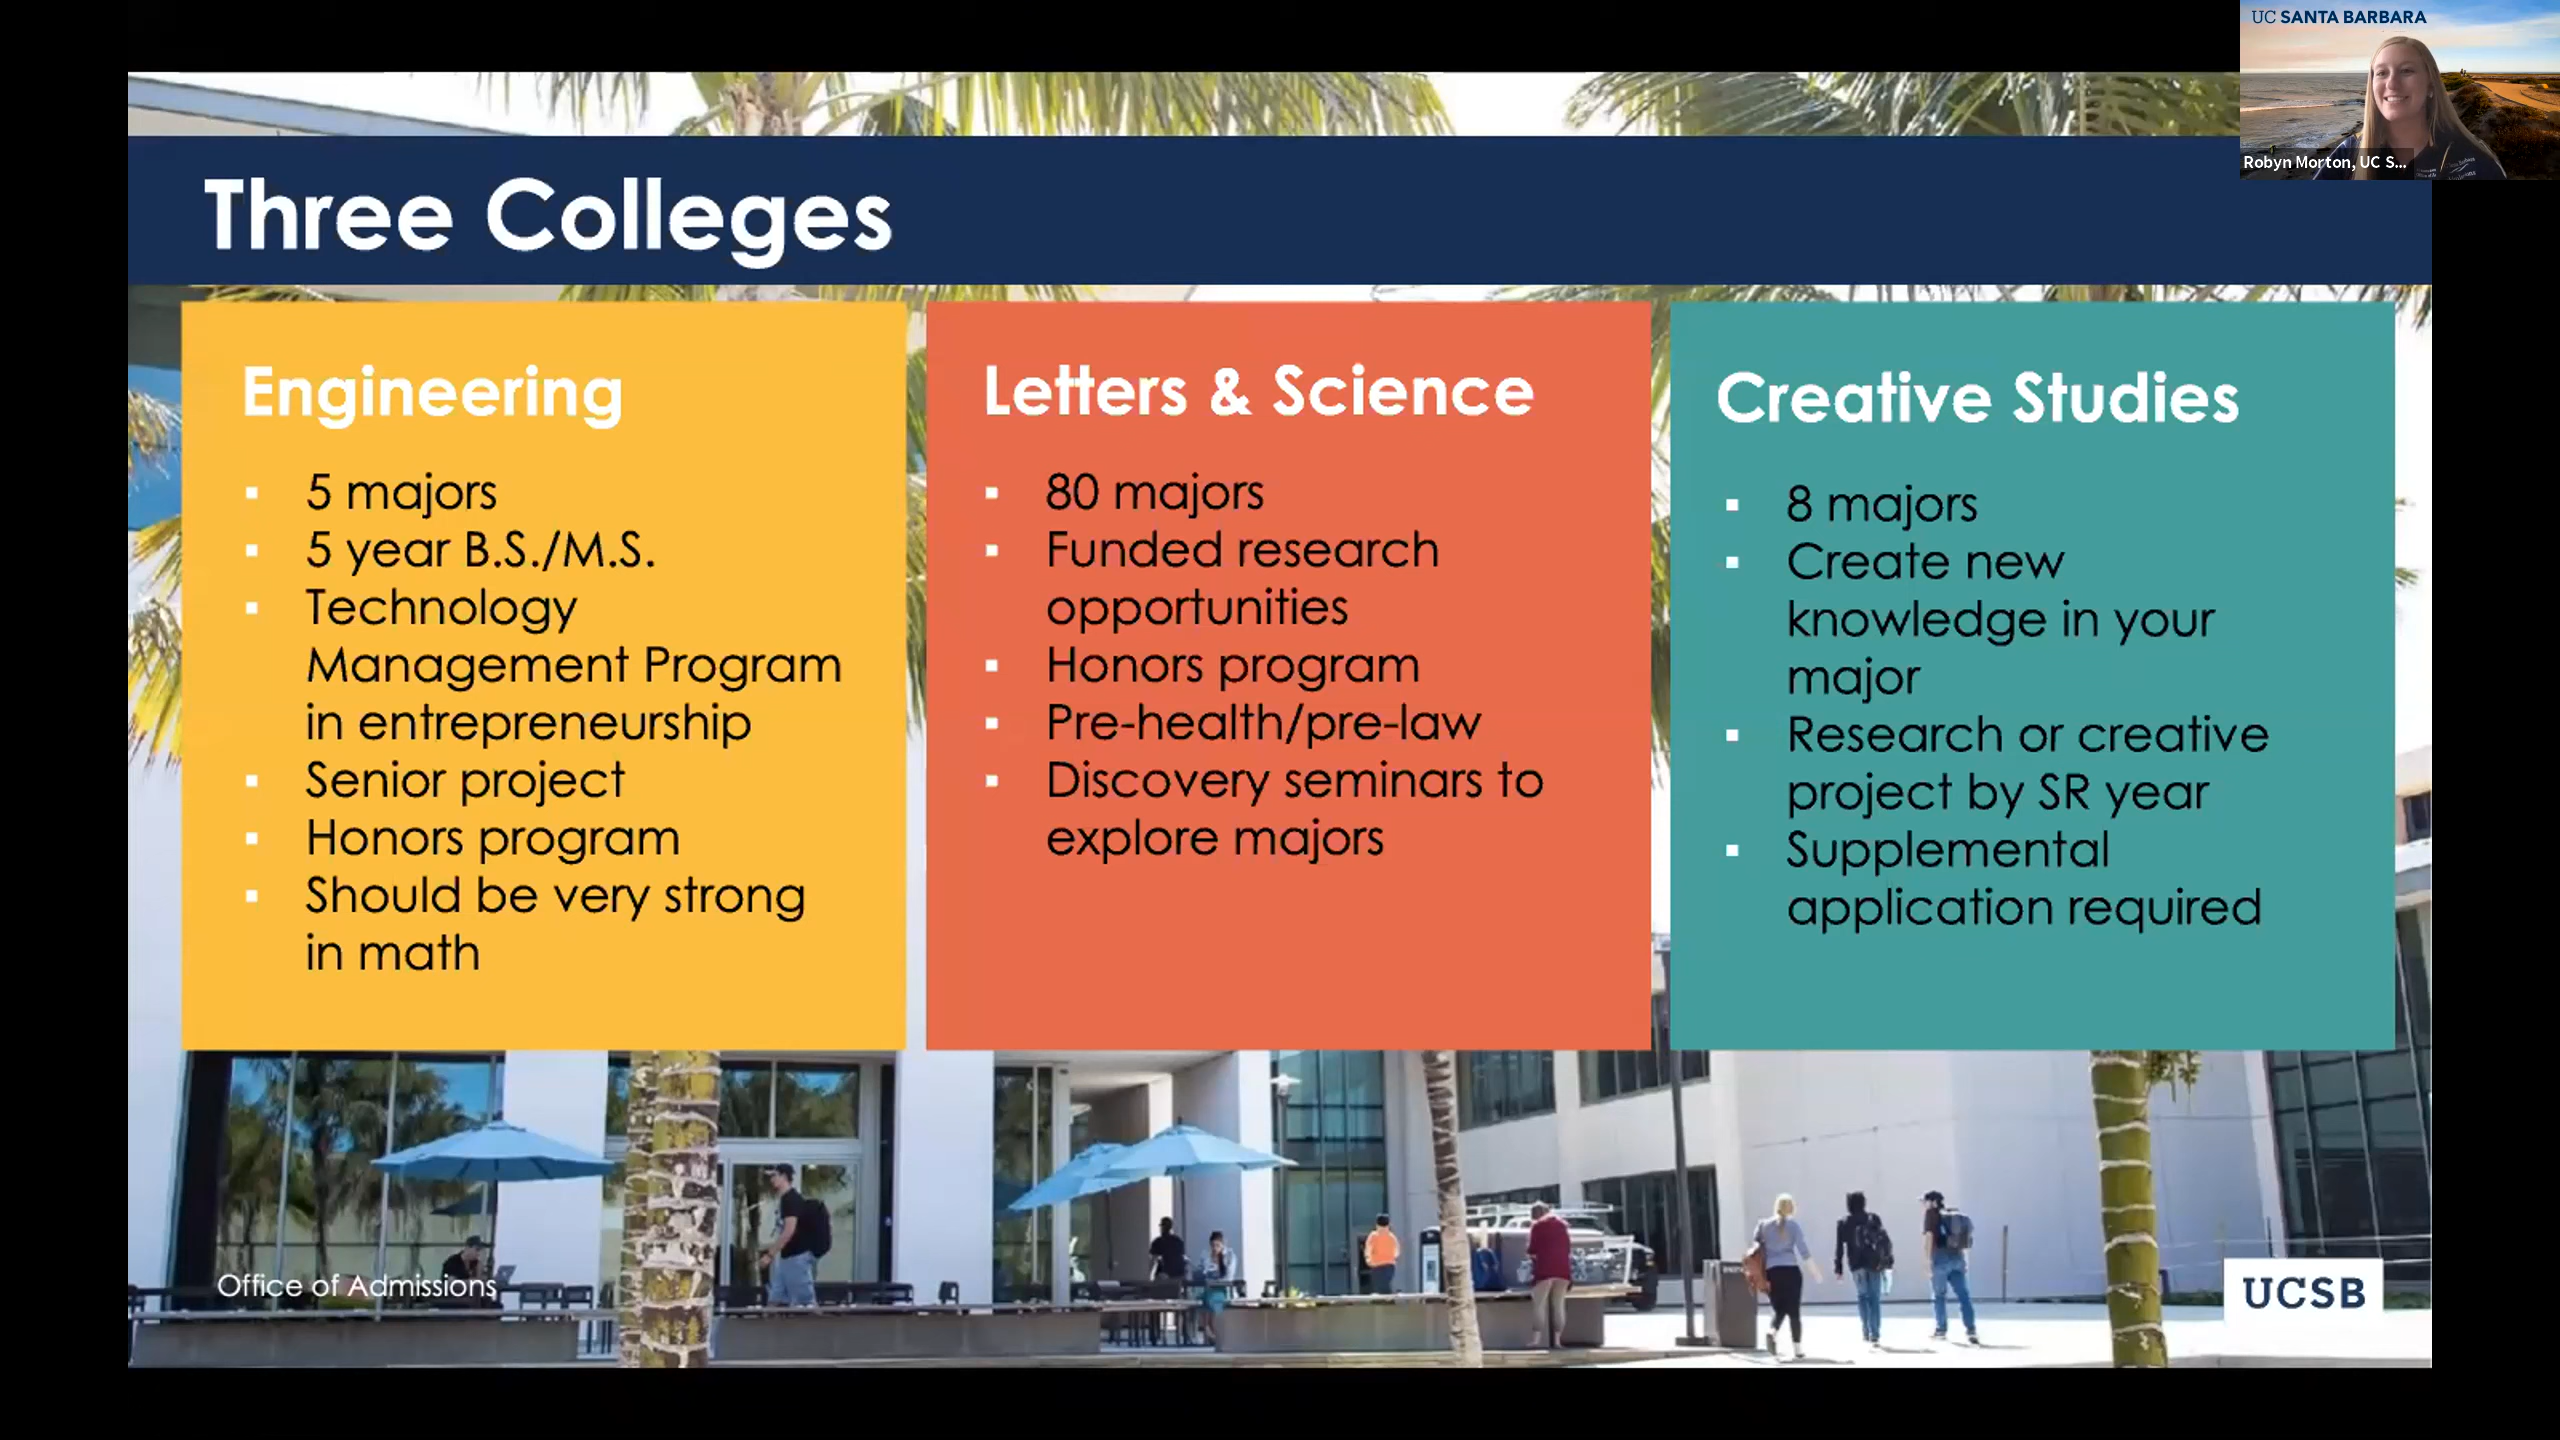 UC SANTA BARBARA
Robyn Morton, UC S...
Three Colleges
Engineering
▪ 5 majors
▪ 5 year B.S./M.S.
▪ Technology
Management Program
in entrepreneurship
▪ Senior project
▪ Honors program
▪ Should be very strong
in math
Letters & Science
▪ 80 majors
▪ Funded research
opportunities
▪ Honors program
▪ Pre-health/pre-law
▪ Discovery seminars to
explore majors
Creative Studies
▪ 8 majors
▪ Create new
knowledge in your
major
▪ Research or creative
project by SR year
▪ Supplemental
application required
Office of Admissions
UCSB